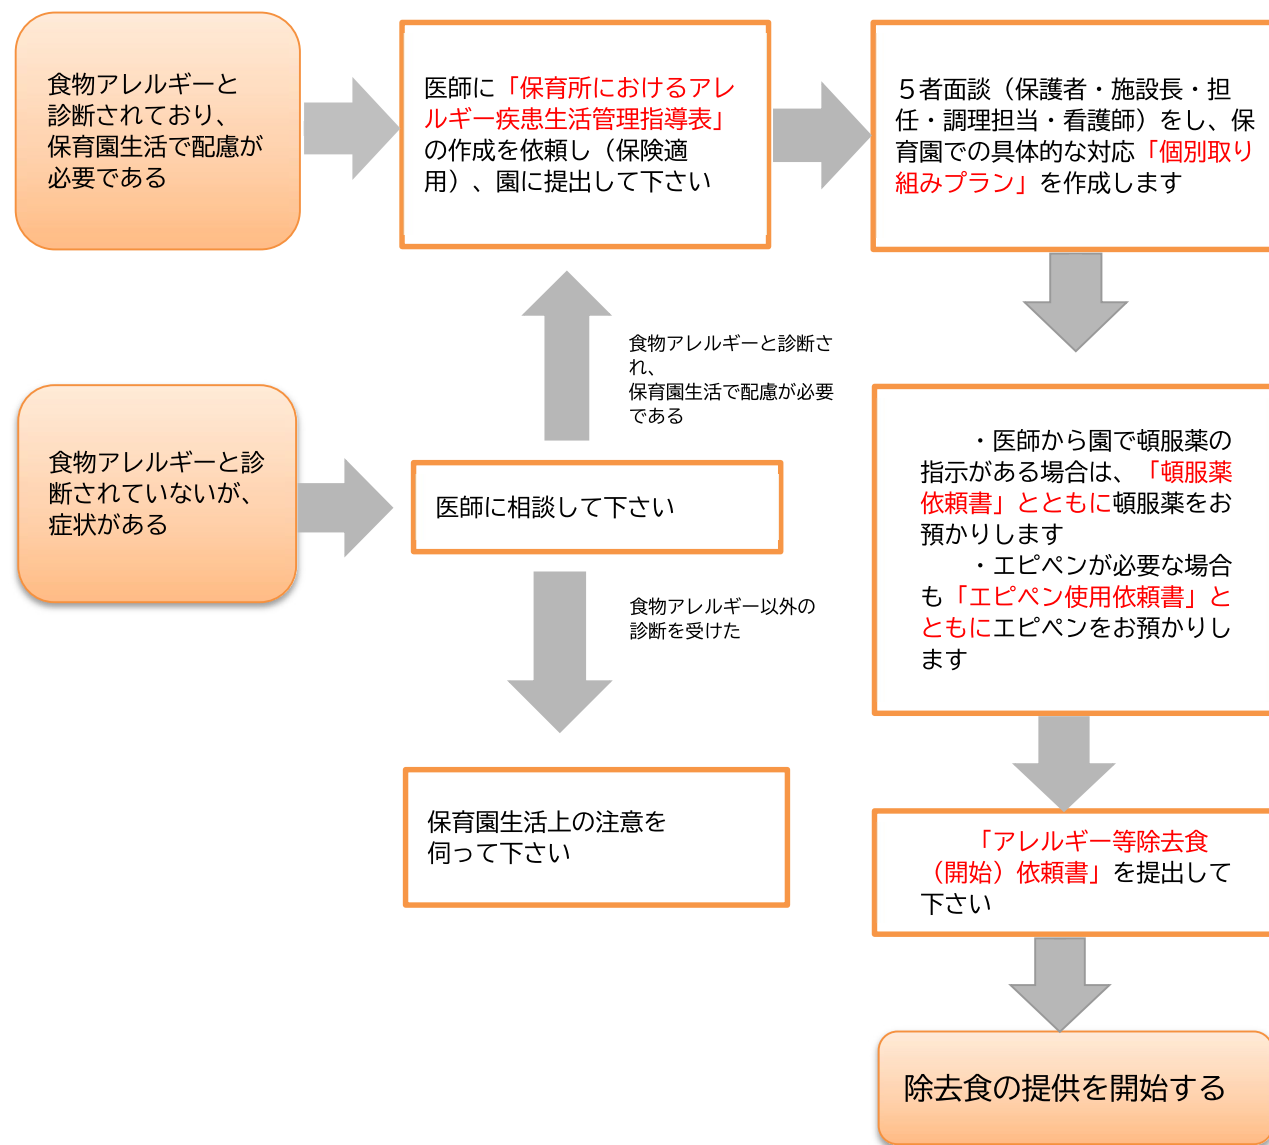 食物アレルギーと
診断されており、
保育園生活で配慮が
必要である
医師に「保育所におけるアレ
ルギー疾患生活管理指導表」
の作成を依頼し（保険適
用）、園に提出して下さい
５者面談（保護者・施設長・担
任・調理担当・看護師）をし、保
育園での具体的な対応「個別取り
組みプラン」を作成します
食物アレルギーと診断さ
れ、
保育園生活で配慮が必要
である
食物アレルギーと診
断されていないが、
症状がある
医師に相談して下さい
食物アレルギー以外の
診断を受けた
保育園生活上の注意を
伺って下さい
・医師から園で頓服薬の
指示がある場合は、「頓服薬
依頼書」とともに頓服薬をお
預かりします
・エピペンが必要な場合
も「エピペン使用依頼書」と
ともにエピペンをお預かりし
ます
「アレルギー等除去食
（開始）依頼書」を提出して
下さい
除去食の提供を開始する